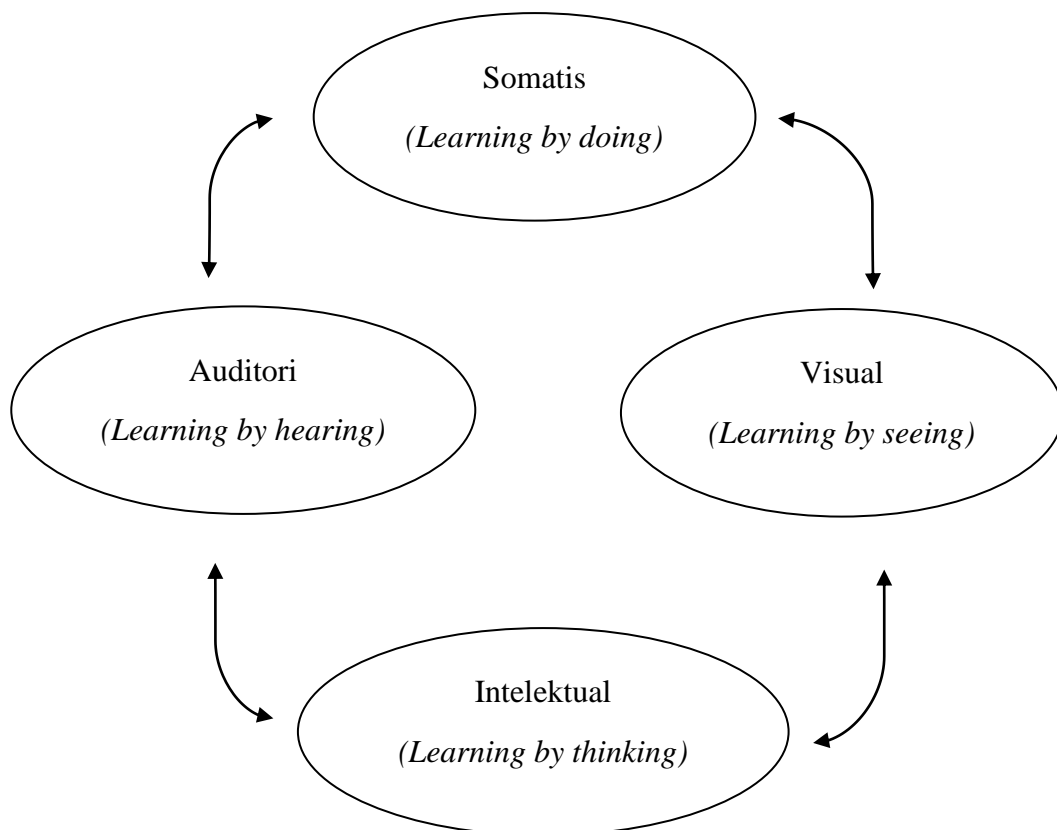 Somatis
(Learning by doing)
Auditori
(Learning by hearing)
Visual
(Learning by seeing)
Intelektual
(Learning by thinking)